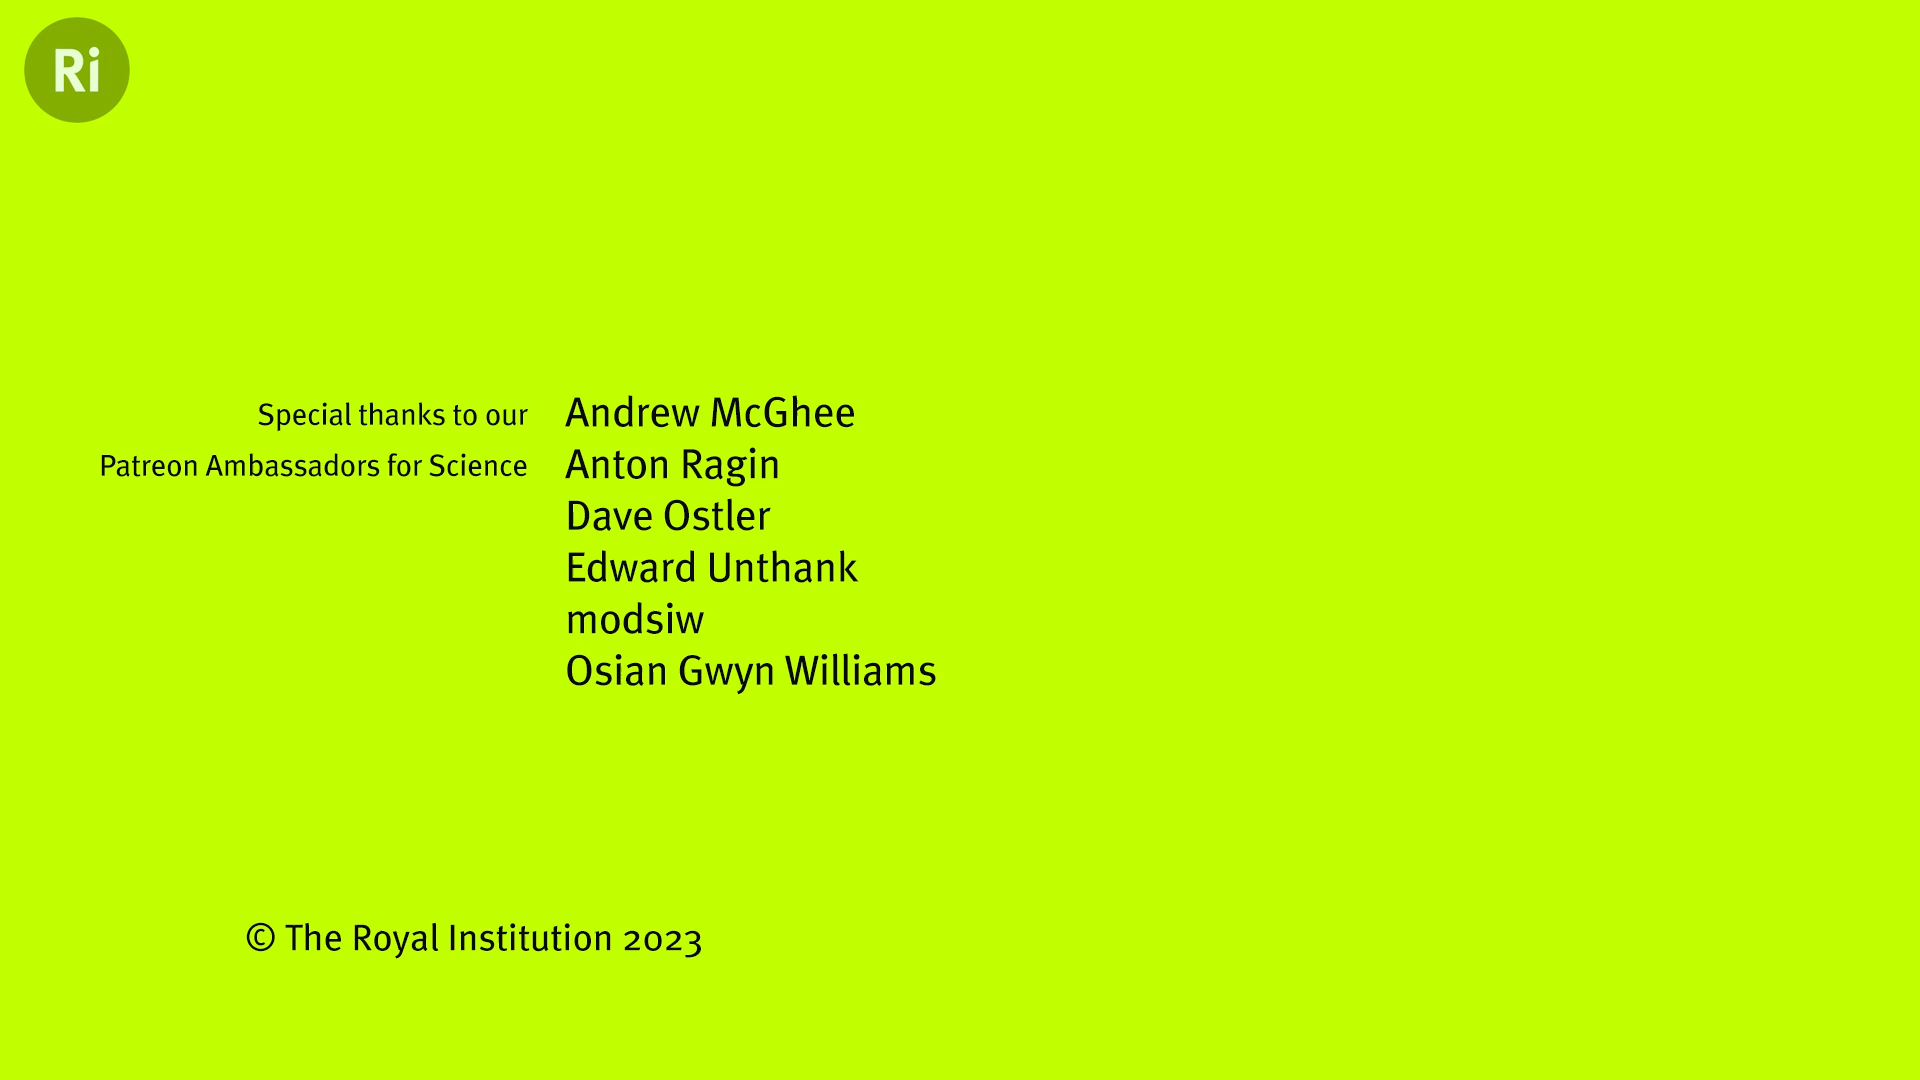 Ri
Special thanks to our
Patreon Ambassadors for Science
Andrew McGhee
Anton Ragin
Dave Ostler
Edward Unthank
modsiw
Osian Gwyn Williams
© The Royal Institution 2023